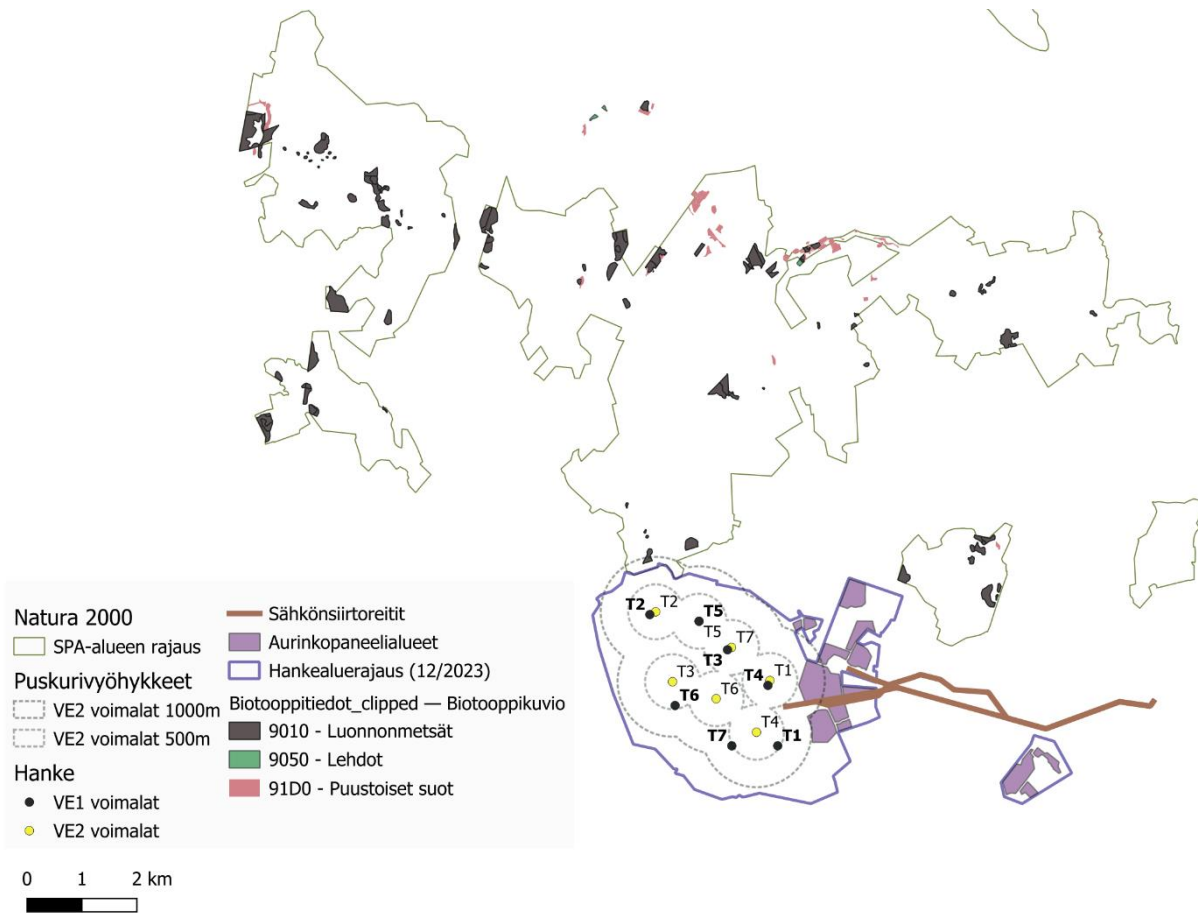 T2
T2
T5
T5
T7
T3
T3
T4
T1
T6
T6
T4
T7
T1
Natura 2000
SPA-alueen rajaus
Puskurivyöhykkeet
VE2 voimalat 1000m
VE2 voimalat 500m
Hanke
VE1 voimalat
VE2 voimalat
Sähkönsiirtoreitit
Aurinkopaneelialueet
Hankealuerajaus (12/2023)
Biotooppitiedot_clipped — Biotooppikuvio
9010 - Luonnonmetsät
9050 - Lehdot
91D0 - Puustoiset suot
0 1 2 km